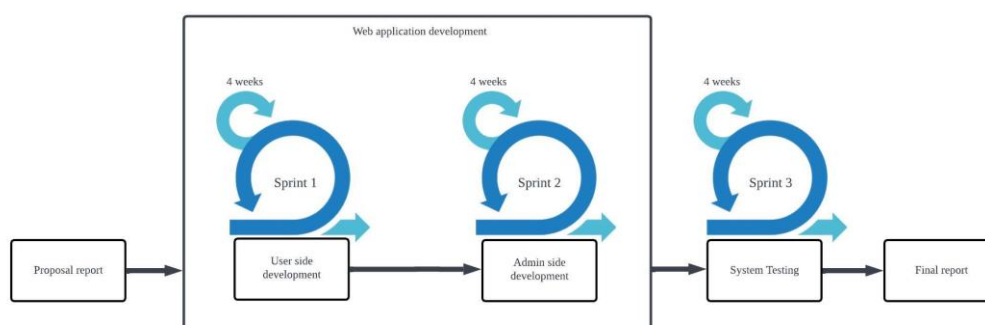 Web application development
4 weeks
4 weeks
4 weeks
Sprint 1
Sprint 2
Sprint 3
Proposal report
User side
development
Admin side
development
System Testing
Final report